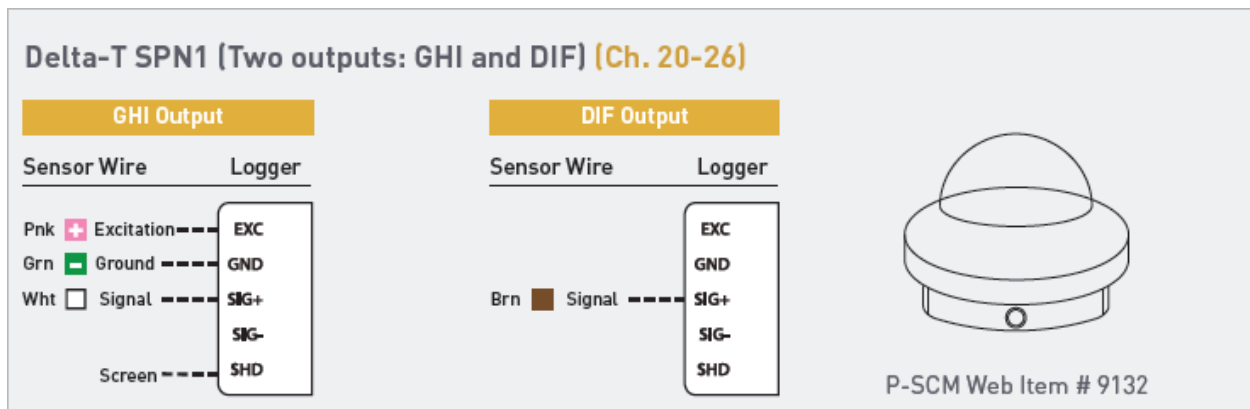 Delta-T SPN1 (Two outputs: GHI and DIF) (Ch. 20-26)
GHI Output
Sensor Wire Logger
Pnk + Excitation EXC
Grn - Ground GND
Wht Signal SIG+
SIG-
Screen SHD
DIF Output
Sensor Wire Logger
EXC
GND
Brn Signal SIG+
SIG-
SHD
P-SCM Web Item # 9132